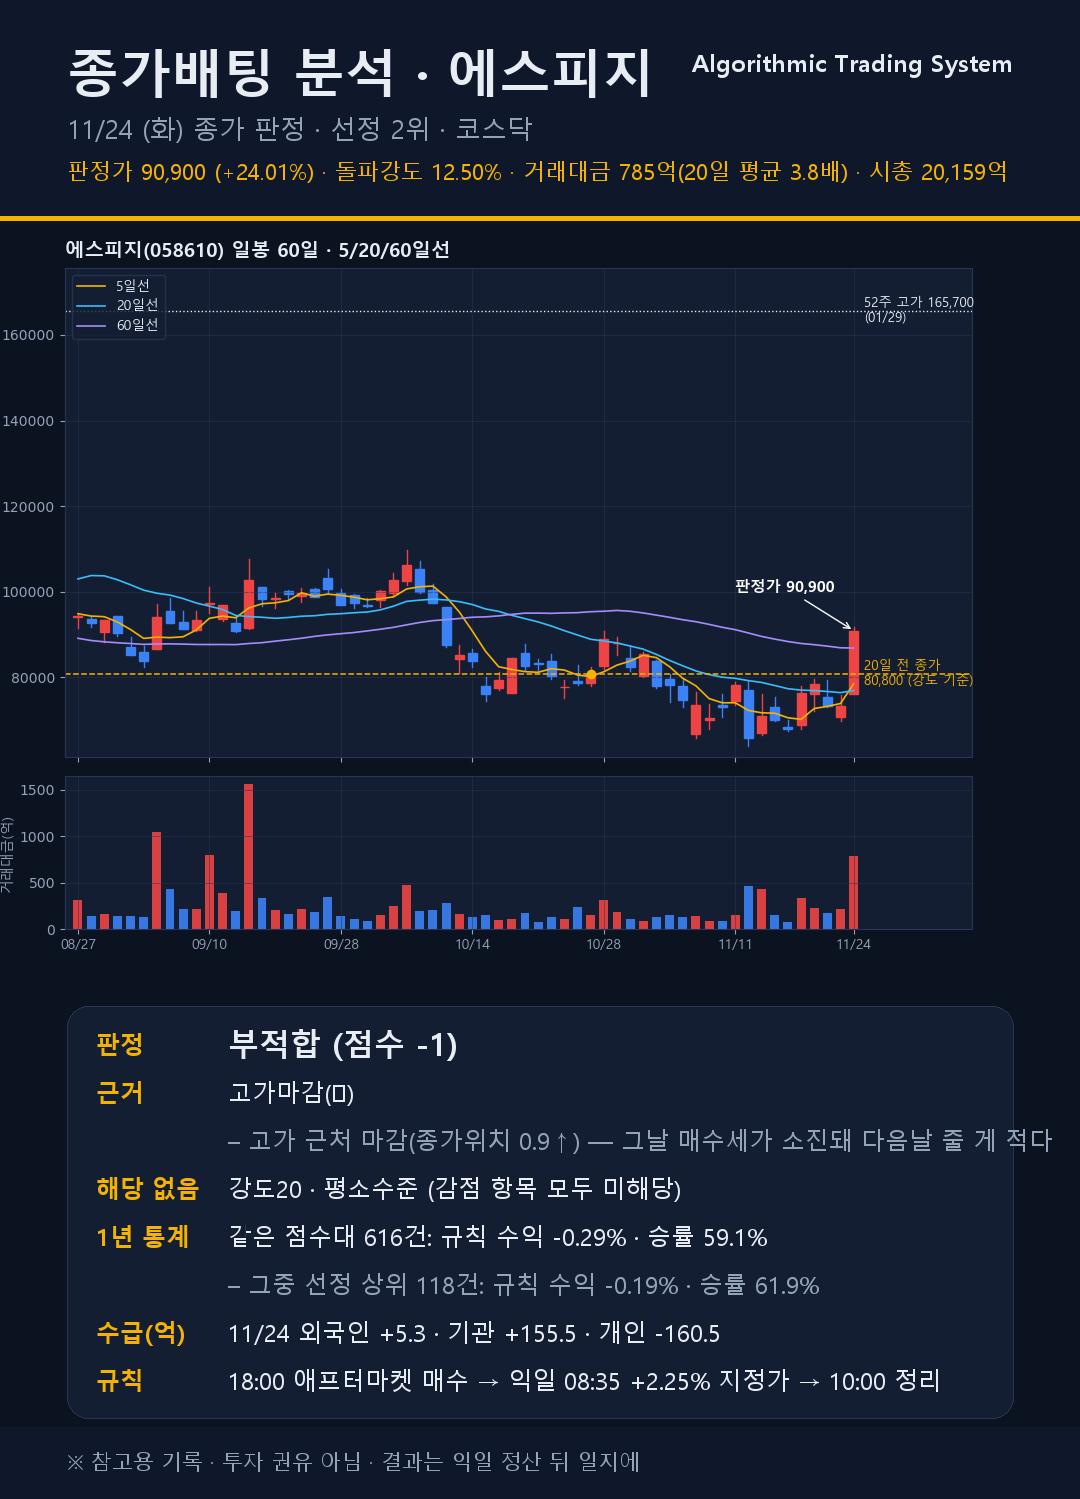 종가배팅 분석 · 에스피지
Algorithmic Trading System
11/24 (화) 종가 판정 · 선정 2위 · 코스닥
판정가 90,900 (+24.01%) · 돌파강도 12.50% · 거래대금 785억(20일 평균 3.8배) · 시총 20,159억
에스피지(058610) 일봉 60일 · 5/20/60일선
5일선
20일선
60일선
52주 고가 165,700
(01/29)
160000
140000
120000
100000
80000
판정가 90,900
20일 전 종가
80,800 (강도 기준)
거래대금(억)
1500
1000
500
0
08/27 09/10 09/28 10/14 10/28 11/11 11/24
판정 부적합 (점수 -1)
근거 고가마감(▯)
– 고가 근처 마감(종가위치 0.9↑) — 그날 매수세가 소진돼 다음날 줄 게 적다
해당 없음 강도20 · 평소수준 (감점 항목 모두 미해당)
1년 통계 같은 점수대 616건: 규칙 수익 -0.29% · 승률 59.1%
– 그중 선정 상위 118건: 규칙 수익 -0.19% · 승률 61.9%
수급(억) 11/24 외국인 +5.3 · 기관 +155.5 · 개인 -160.5
규칙 18:00 애프터마켓 매수 → 익일 08:35 +2.25% 지정가 → 10:00 정리
※ 참고용 기록 · 투자 권유 아님 · 결과는 익일 정산 뒤 일지에